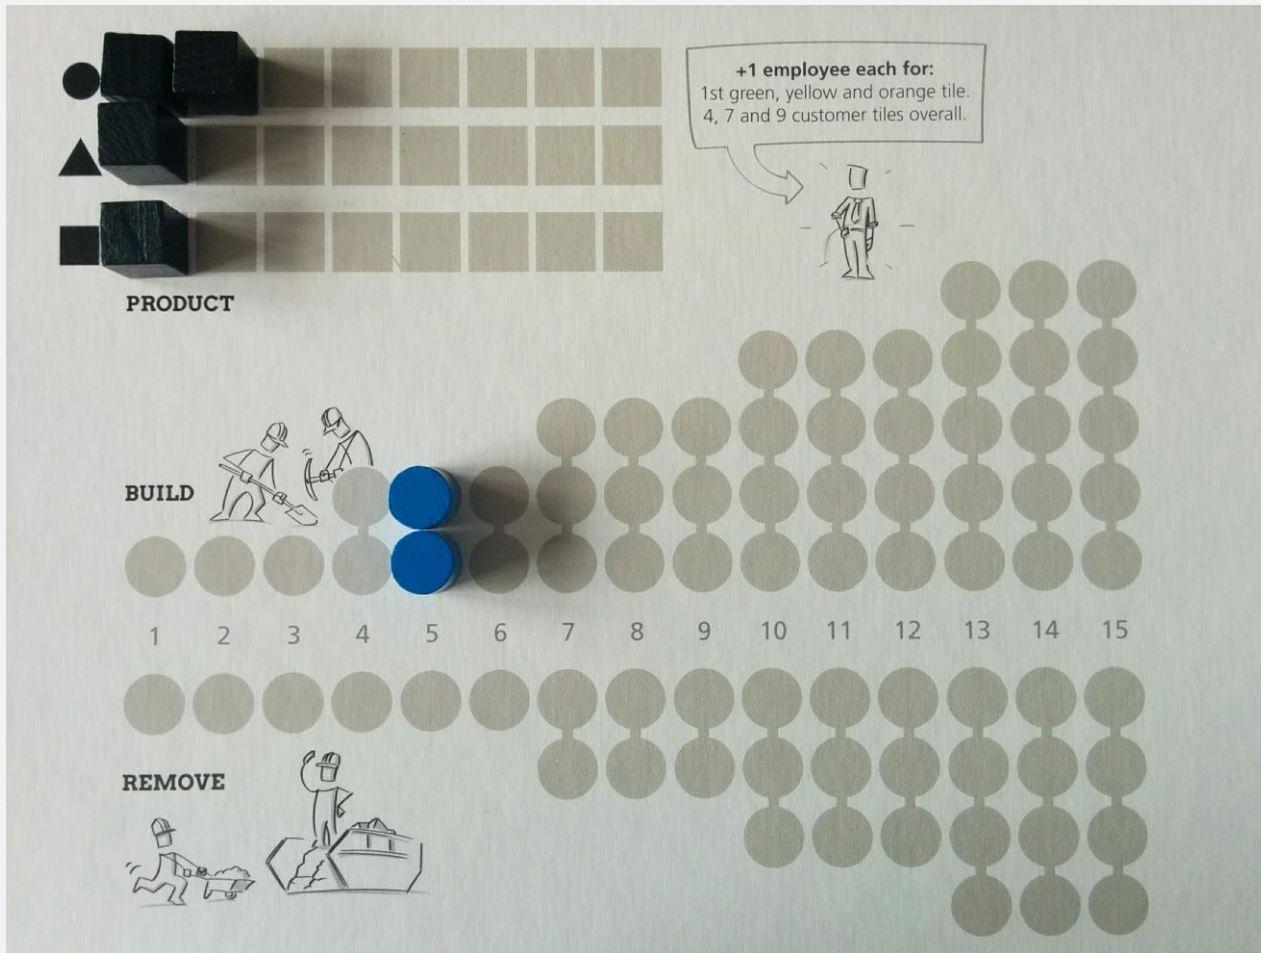 +1 employee each for:
1st green, yellow and orange tile.
4, 7 and 9 customer tiles overall.
PRODUCT
BUILD
1 2 3 4 5 6 7 8 9 10 11 12 13 14 15
REMOVE